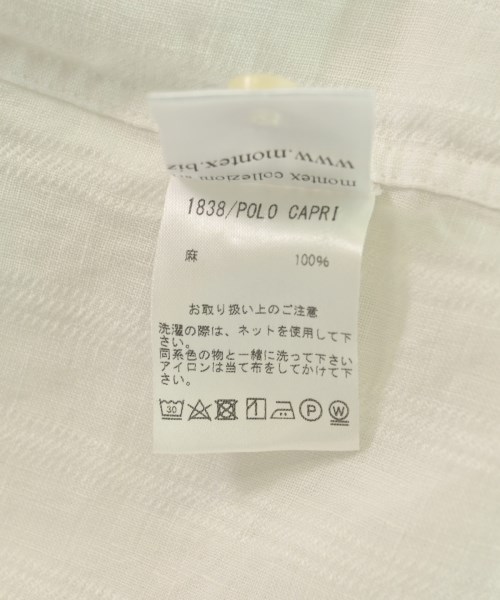 www.montex.biz
montex collezioni
1838/POLO CAPRI
麻 100%
お取り扱い上のご注意
洗濯の際は、ネットを使用して下
さい。
同系色の物と一緒に洗って下さい
アイロンは当て布をしてかけて下
さい。
30
P
W